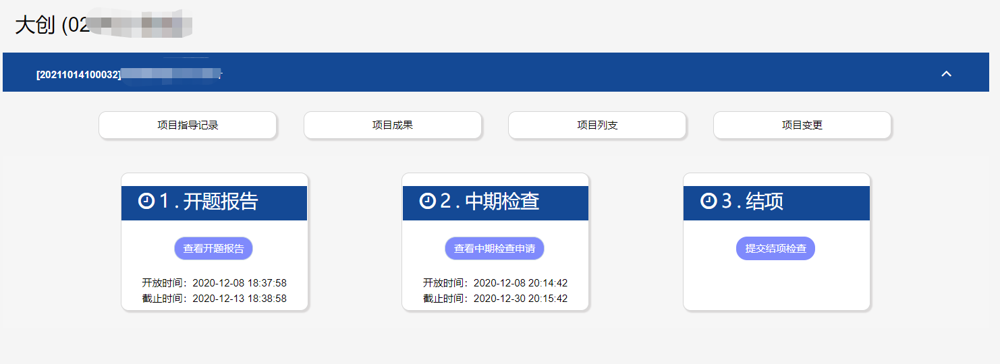 大创 (02
[20211014100032]
项目指导记录
项目成果
项目列支
项目变更
1 . 开题报告
查看开题报告
开放时间：2020-12-08 18:37:58
截止时间：2020-12-13 18:38:58
2 . 中期检查
查看中期检查申请
开放时间：2020-12-08 20:14:42
截止时间：2020-12-30 20:15:42
3 . 结项
提交结项检查